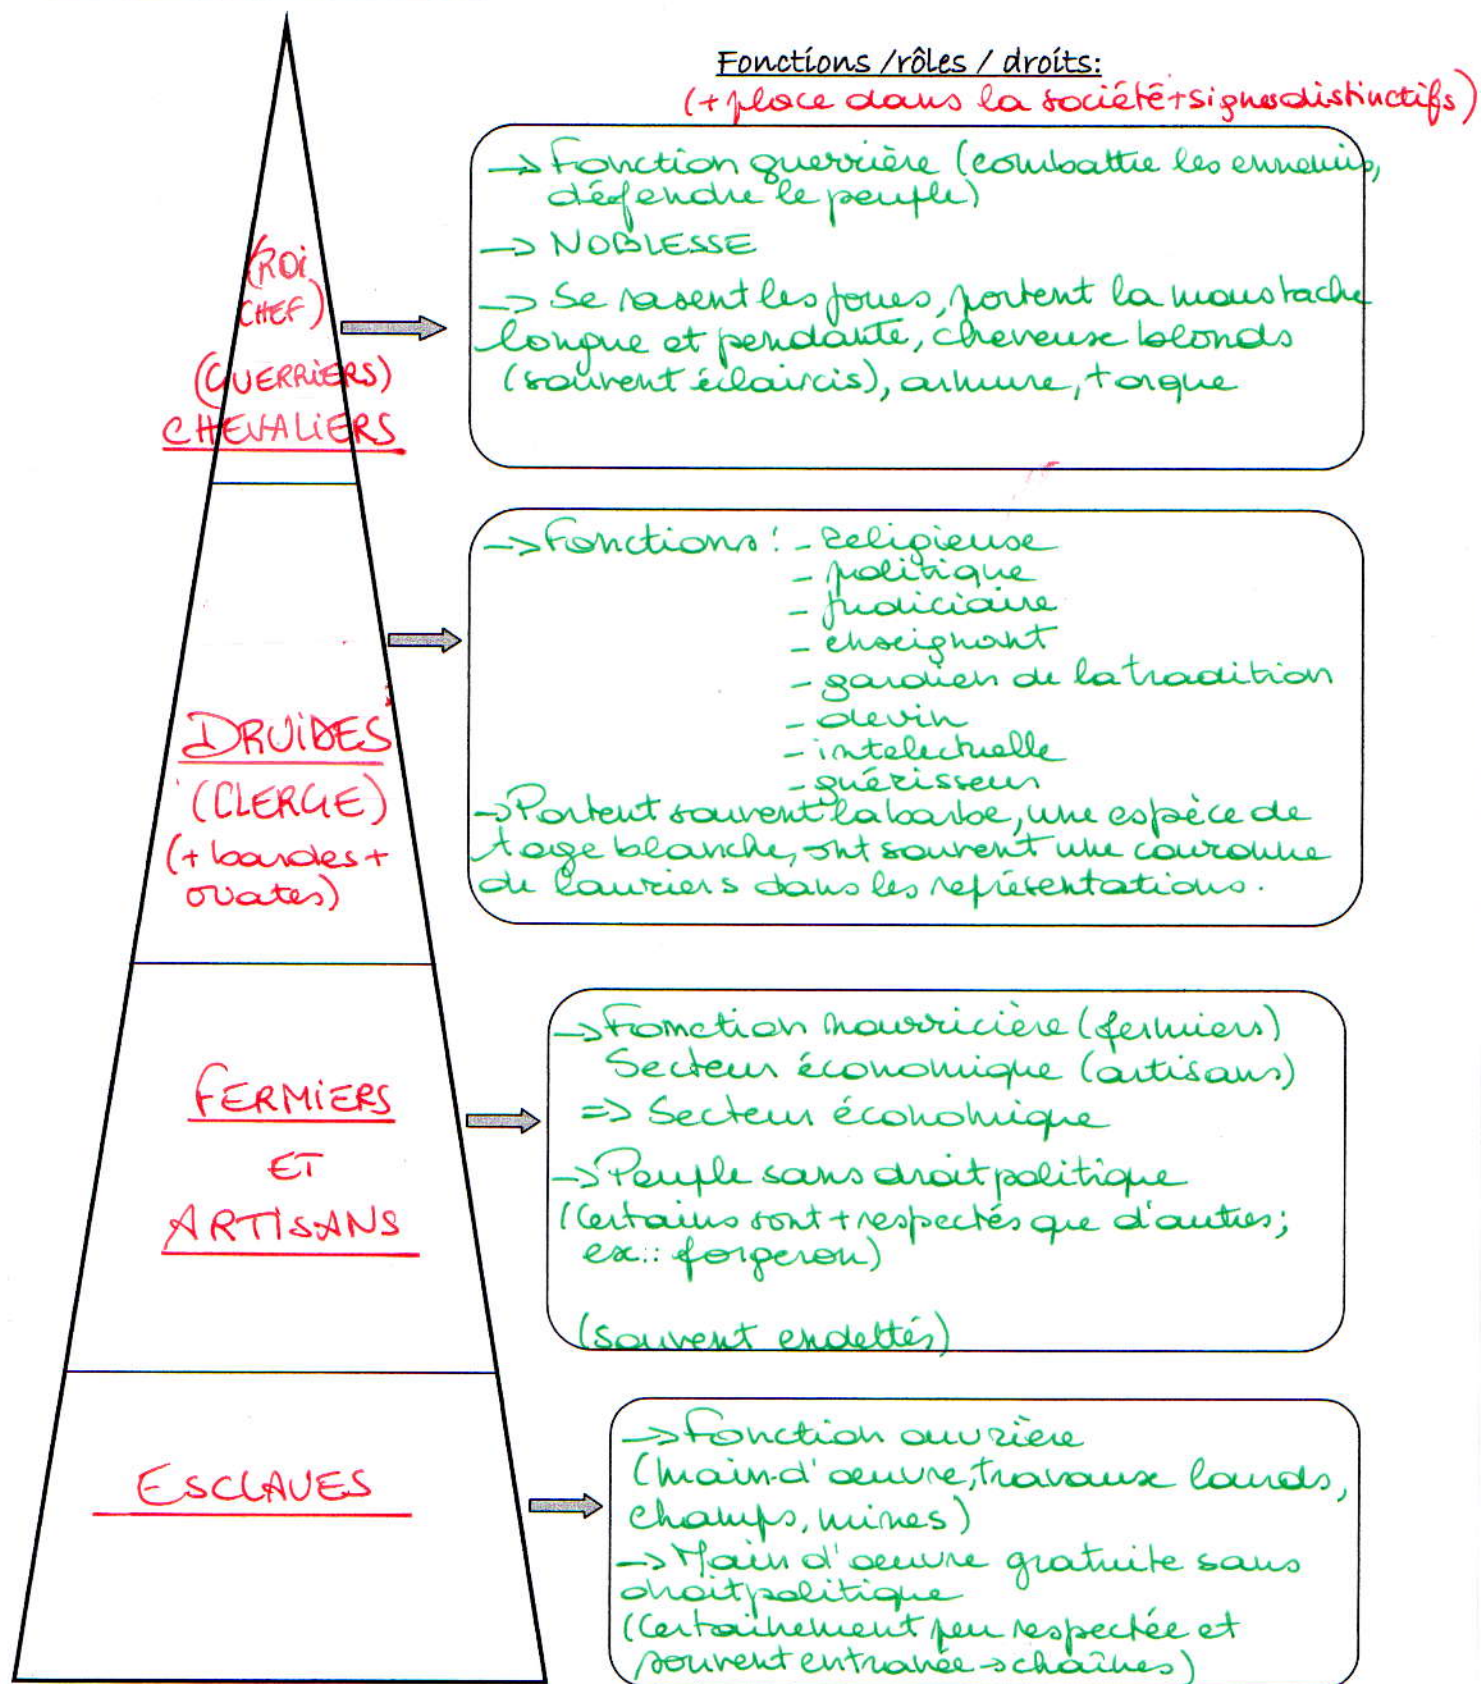 Fonctions /rôles / droits:
(+ place dans la société + signes distinctifs)
(ROI
CHEF)
(GUERRIERS)
CHEVALIERS
→ Fonction guerrière (combattre les ennemis,
défendre le peuple)
→ NOBLESSE
→ Se rasent les joues, portent la moustache
longue et pendante, cheveux blonds
(souvent éclaircis), armure, torque
DRUIDES
(CLERGE)
(+ bardes +
ovates)
→ Fonctions : - religieuse
- politique
- judiciaire
- enseignant
- gardien de la tradition
- devin
- intelectuelle
- guérisseur
→ Portent souvent la barbe, une espèce de
toge blanche, ont souvent une couronne
de lauriers dans les représentations.
FERMIERS
ET
ARTISANS
→ Fonction nourricière (fermiers)
Secteur économique (artisans)
=> Secteur économique
→ Peuple sans droit politique
(Certains sont + respectés que d'autres;
ex.: forgeron)
(souvent endettés)
ESCLAVES
→ Fonction ouvrière
(main-d'œuvre, travaux lourds,
champs, mines)
→ Main d'œuvre gratuite sans
droit politique
(Certainement peu respectée et
souvent entravée → chaînes)